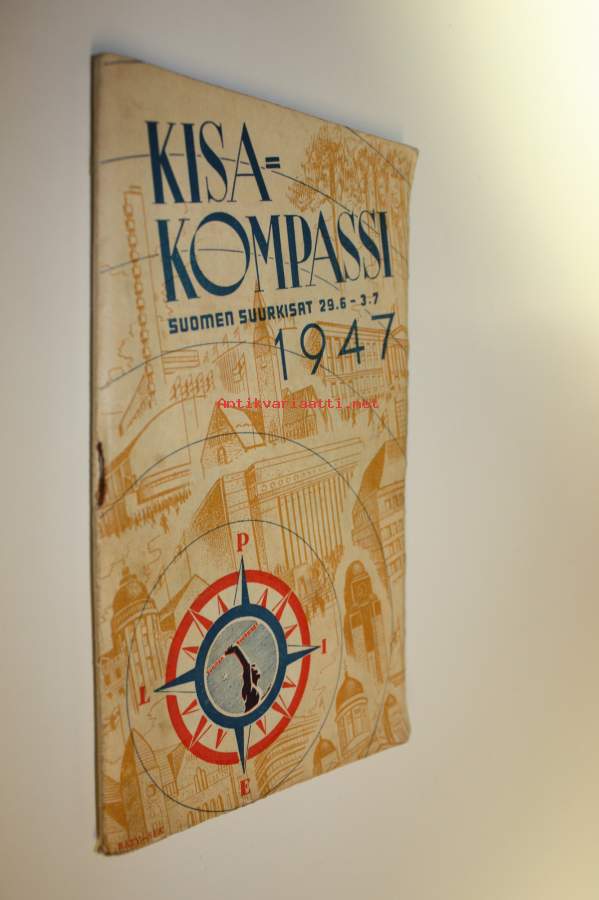 KISA=
KOMPASSI
SUOMEN SUURKISAT 29.6 - 3.7
1947
Antikvariaatti.net
P
L
I
E